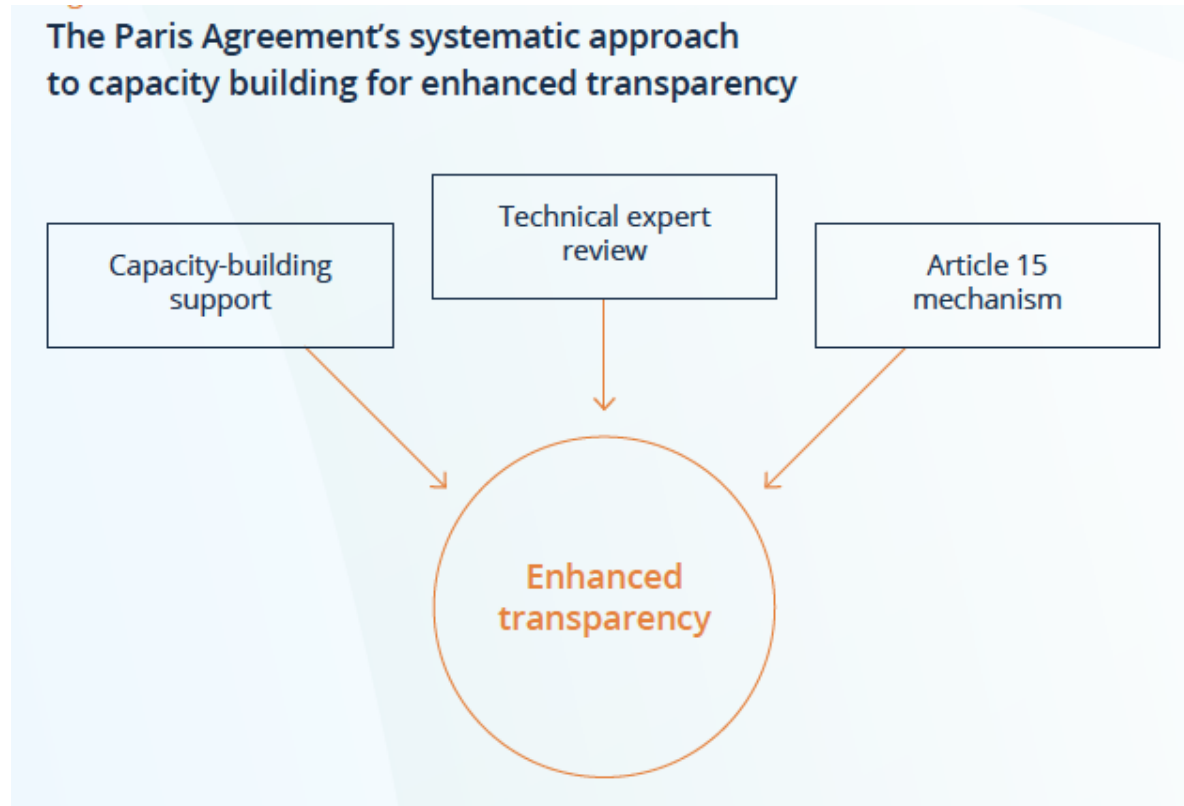 The Paris Agreement’s systematic approach
to capacity building for enhanced transparency
Capacity-building
support
Technical expert
review
Article 15
mechanism
Enhanced
transparency